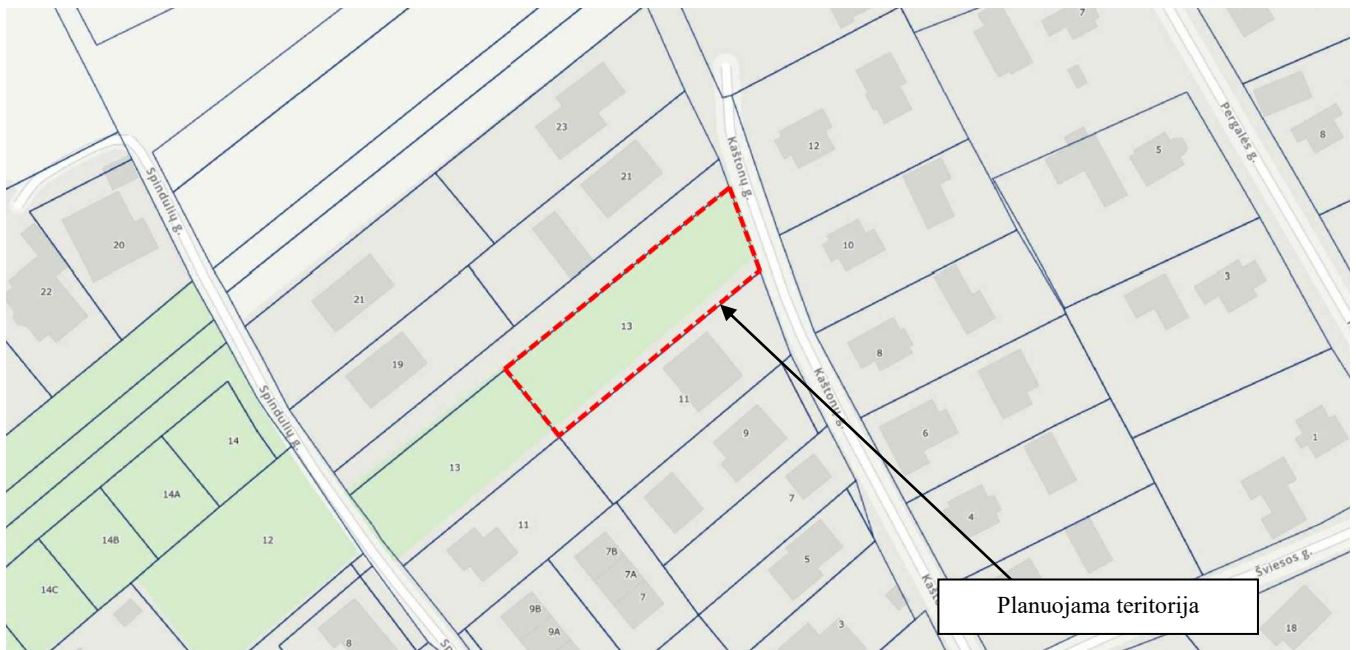 7
8
Pergalės g.
23
Kaštonų g.
12
5
21
Spindulių g.
20
22
10
3
21
13
19
8
11
Kaštonų g.
9
6
1
Spindulių g.
14
13
14A
7
4
11
14B
12
7B
5
7A
Šviesos g.
14C
7
9B
Planuojama teritorija
3
18
9A
8